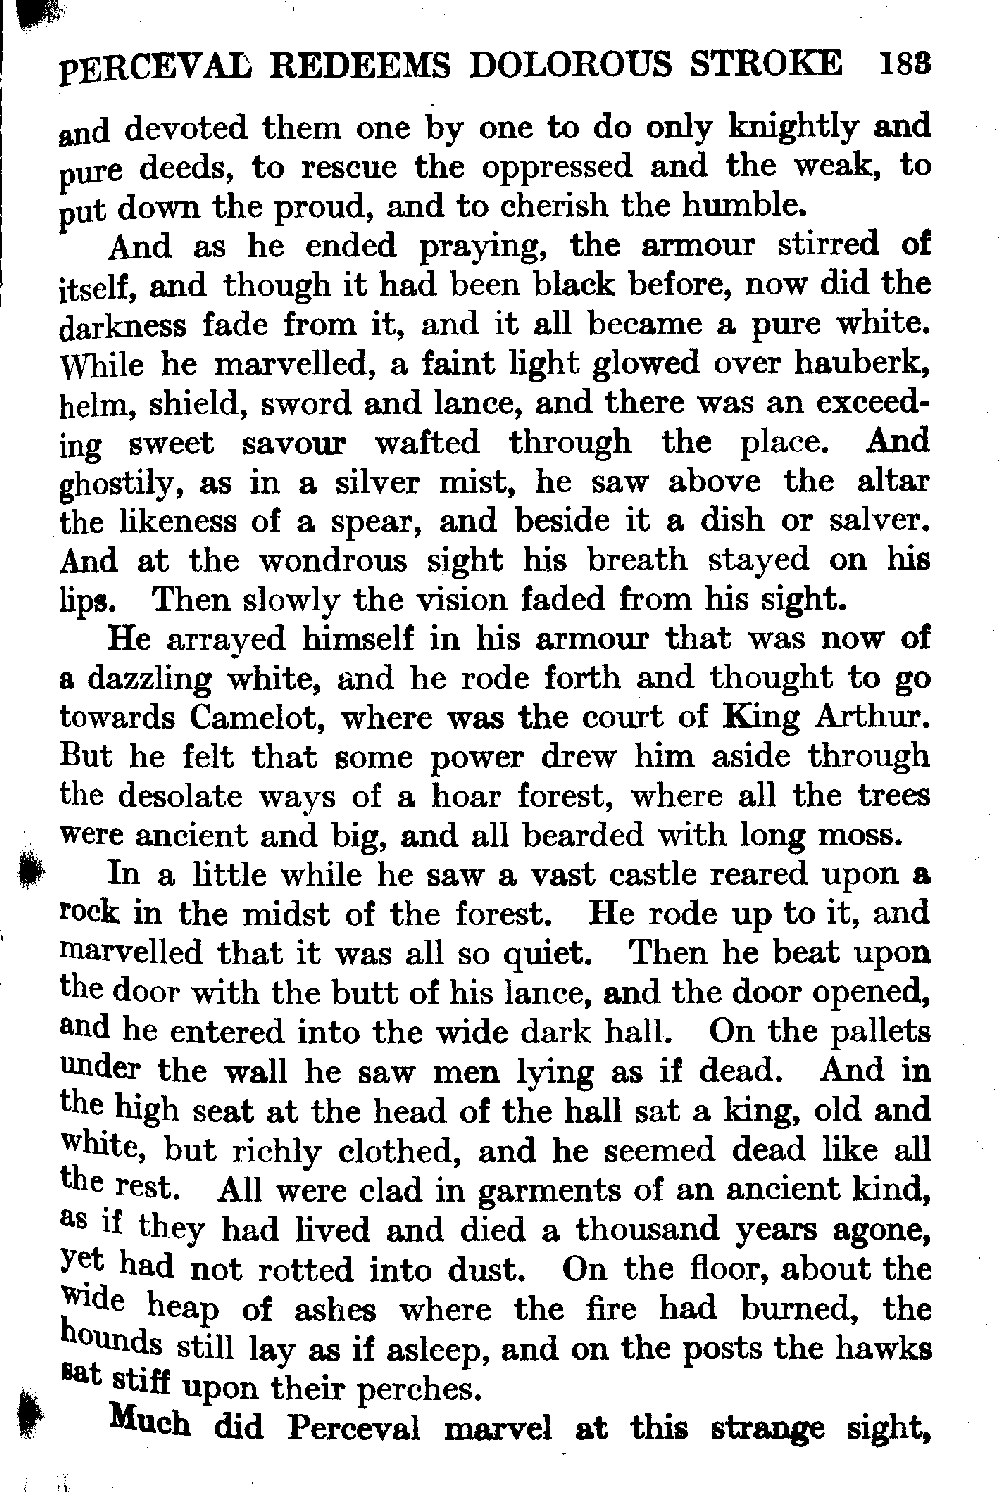 PERCEVAL REDEEMS DOLOROUS STROKE 183
and devoted them one by one to do only knightly and
pure deeds, to rescue the oppressed and the weak, to
put down the proud, and to cherish the humble.
And as he ended praying, the armour stirred of
itself, and though it had been black before, now did the
darkness fade from it, and it all became a pure white.
While he marvelled, a faint light glowed over hauberk,
helm, shield, sword and lance, and there was an exceed-
ing sweet savour wafted through the place. And
ghostily, as in a silver mist, he saw above the altar
the likeness of a spear, and beside it a dish or salver.
And at the wondrous sight his breath stayed on his
lips. Then slowly the vision faded from his sight.
He arrayed himself in his armour that was now of
a dazzling white, and he rode forth and thought to go
towards Camelot, where was the court of King Arthur.
But he felt that some power drew him aside through
the desolate ways of a hoar forest, where all the trees
were ancient and big, and all bearded with long moss.
In a little while he saw a vast castle reared upon a
rock in the midst of the forest. He rode up to it, and
marvelled that it was all so quiet. Then he beat upon
the door with the butt of his lance, and the door opened,
and he entered into the wide dark hall. On the pallets
under the wall he saw men lying as if dead. And in
the high seat at the head of the hall sat a king, old and
white, but richly clothed, and he seemed dead like all
the rest. All were clad in garments of an ancient kind,
as if they had lived and died a thousand years agone,
yet had not rotted into dust. On the floor, about the
wide heap of ashes where the fire had burned, the
hounds still lay as if asleep, and on the posts the hawks
sat stiff upon their perches.
Much did Perceval marvel at this strange sight,